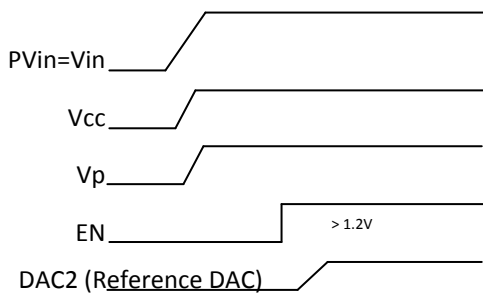 PVin=Vin
Vcc
Vp
EN
> 1.2V
DAC2 (Reference DAC)